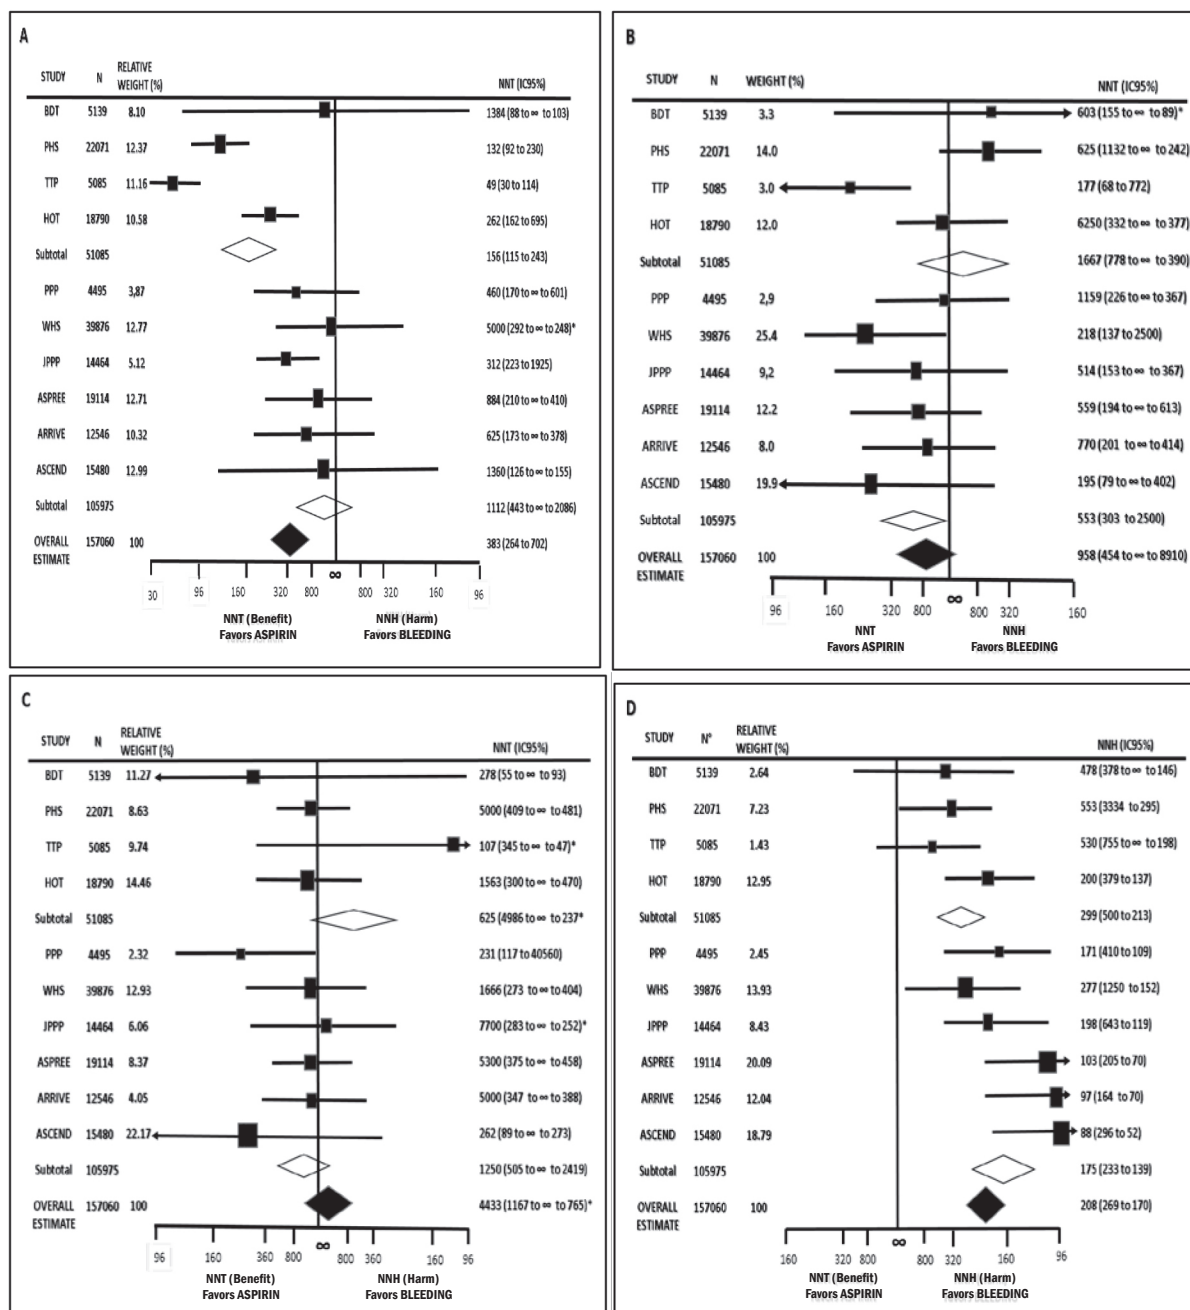 A
STUDY N RELATIVE WEIGHT (%) NNT (IC95%)
BDT 5139 8.10 1384 (88 to ∞ to 103)
PHS 22071 12.37 132 (92 to 230)
TTP 5085 11.16 49 (30 to 114)
HOT 18790 10.58 262 (162 to 695)
Subtotal 51085 156 (115 to 243)
PPP 4495 3,87 460 (170 to ∞ to 601)
WHS 39876 12.77 5000 (292 to ∞ to 248)*
JPPP 14464 5.12 312 (223 to 1925)
ASPREE 19114 12.71 884 (210 to ∞ to 410)
ARRIVE 12546 10.32 625 (173 to ∞ to 378)
ASCEND 15480 12.99 1360 (126 to ∞ to 155)
Subtotal 105975 1112 (443 to ∞ to 2086)
OVERALL ESTIMATE 157060 100 383 (264 to 702)
30 96 160 320 800 ∞ 800 320 160 96
NNT (Benefit) NNH (Harm)
Favors ASPIRIN Favors BLEEDING
B
STUDY N WEIGHT (%) NNT (IC95%)
BDT 5139 3.3 603 (155 to ∞ to 89)*
PHS 22071 14.0 625 (1132 to ∞ to 242)
TTP 5085 3.0 177 (68 to 772)
HOT 18790 12.0 6250 (332 to ∞ to 377)
Subtotal 51085 1667 (778 to ∞ to 390)
PPP 4495 2,9 1159 (226 to ∞ to 367)
WHS 39876 25.4 218 (137 to 2500)
JPPP 14464 9,2 514 (153 to ∞ to 367)
ASPREE 19114 12.2 559 (194 to ∞ to 613)
ARRIVE 12546 8.0 770 (201 to ∞ to 414)
ASCEND 15480 19.9 195 (79 to ∞ to 402)
Subtotal 105975 553 (303 to 2500)
OVERALL ESTIMATE 157060 100 958 (454 to ∞ to 8910)
96 160 320 800 ∞ 800 320 160
NNT NNH
Favors ASPIRIN Favors BLEEDING
C
STUDY N RELATIVE WEIGHT (%) NNT (IC95%)
BDT 5139 11.27 278 (55 to ∞ to 93)
PHS 22071 8.63 5000 (409 to ∞ to 481)
TTP 5085 9.74 107 (345 to ∞ to 47)*
HOT 18790 14.46 1563 (300 to ∞ to 470)
Subtotal 51085 625 (4986 to ∞ to 237*
PPP 4495 2.32 231 (117 to 40560)
WHS 39876 12.93 1666 (273 to ∞ to 404)
JPPP 14464 6.06 7700 (283 to ∞ to 252)*
ASPREE 19114 8.37 5300 (375 to ∞ to 458)
ARRIVE 12546 4.05 5000 (347 to ∞ to 388)
ASCEND 15480 22.17 262 (89 to ∞ to 273)
Subtotal 105975 1250 (505 to ∞ to 2419)
OVERALL ESTIMATE 157060 100 4433 (1167 to ∞ to 765)*
96 160 360 800 ∞ 800 360 160 96
NNT (Benefit) NNH (Harm)
Favors ASPIRIN Favors BLEEDING
D
STUDY N° RELATIVE WEIGHT (%) NNH (IC95%)
BDT 5139 2.64 478 (378 to ∞ to 146)
PHS 22071 7.23 553 (3334 to 295)
TTP 5085 1.43 530 (755 to ∞ to 198)
HOT 18790 12.95 200 (379 to 137)
Subtotal 51085 299 (500 to 213)
PPP 4495 2.45 171 (410 to 109)
WHS 39876 13.93 277 (1250 to 152)
JPPP 14464 8.43 198 (643 to 119)
ASPREE 19114 20.09 103 (205 to 70)
ARRIVE 12546 12.04 97 (164 to 70)
ASCEND 15480 18.79 88 (296 to 52)
Subtotal 105975 175 (233 to 139)
OVERALL ESTIMATE 157060 100 208 (269 to 170)
160 320 800 ∞ 800 320 160 96
NNT (Benefit) NNH (Harm)
Favors ASPIRIN Favors BLEEDING